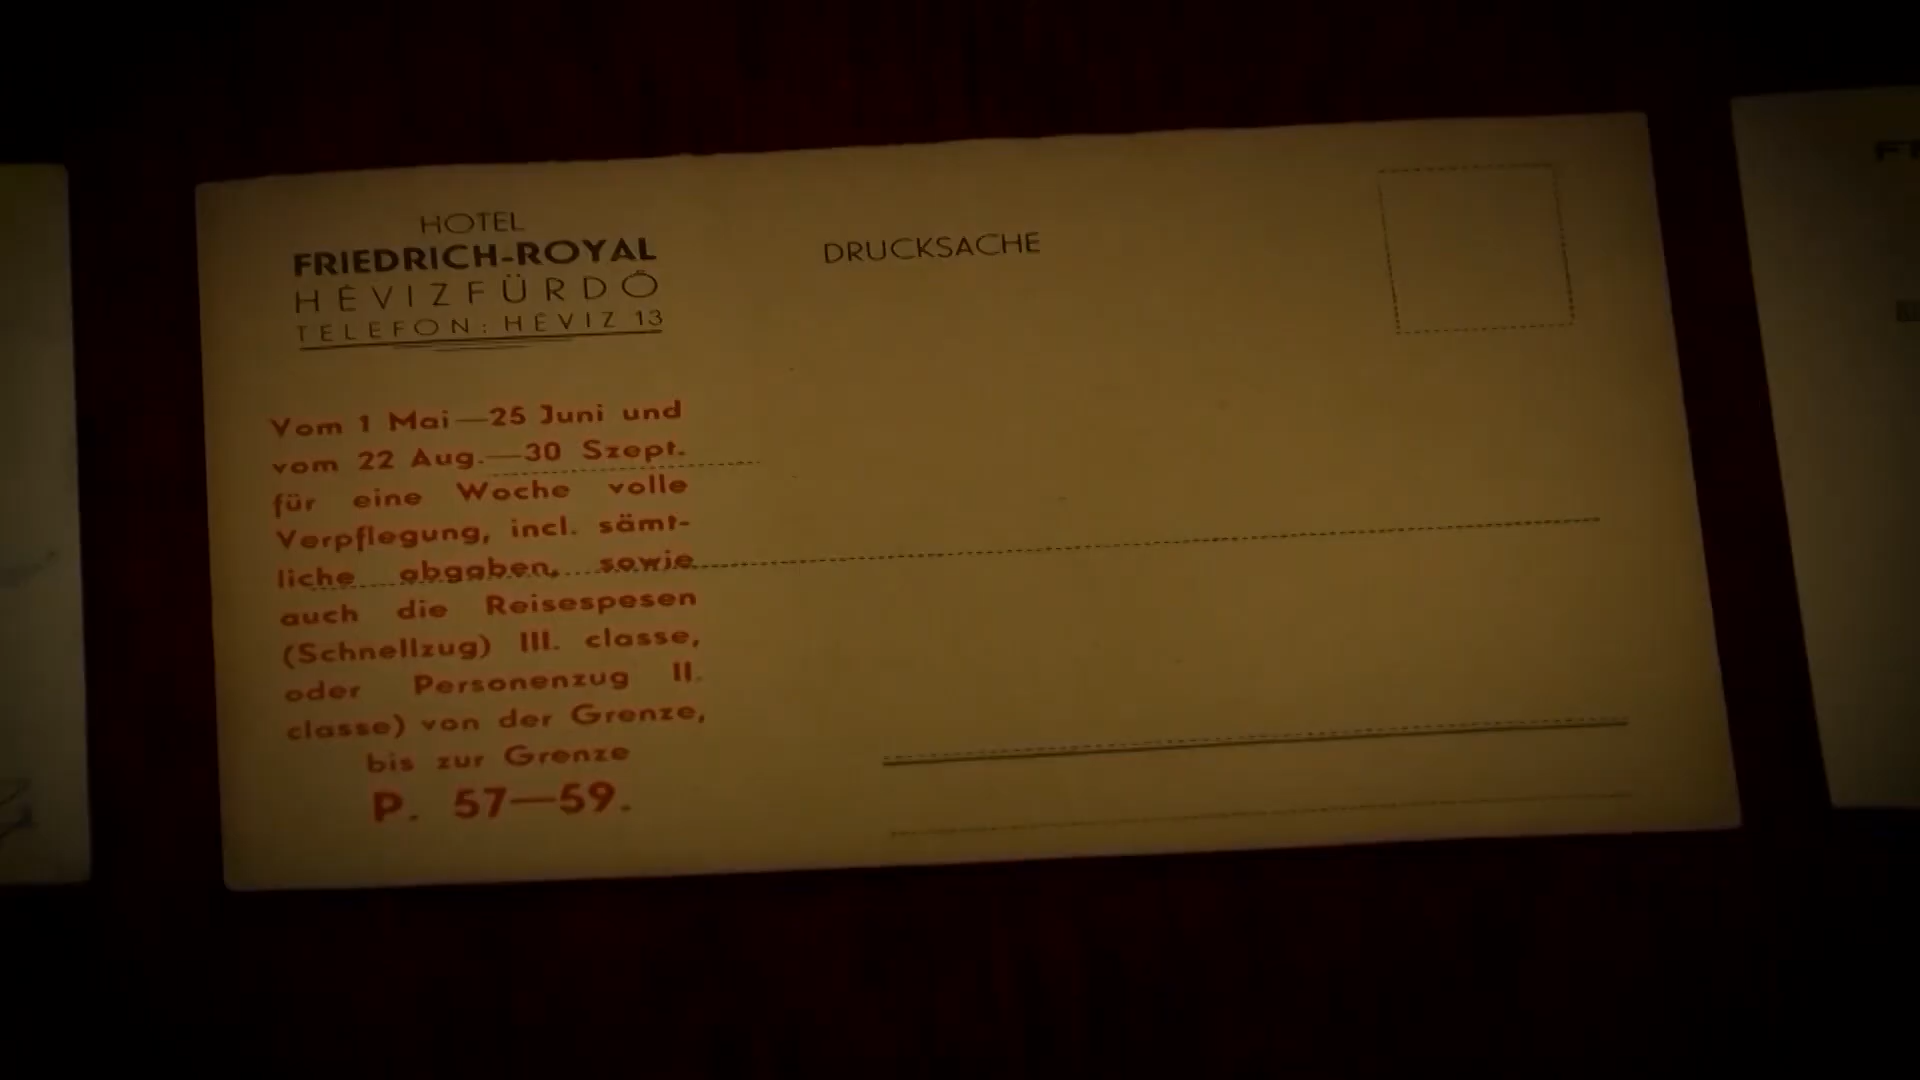 HOTEL
FRIEDRICH-ROYAL
HÉVIZFÜRDŐ
TELEFON: HÉVIZ 13
DRUCKSACHE
Vom 1 Mai—25 Juni und
vom 22 Aug.—30 Szept.
für eine Woche volle
Verpflegung, incl. sämt-
liche abgaben, sowie
auch die Reisespesen
(Schnellzug) III. classe,
oder Personenzug II.
classe) von der Grenze,
bis zur Grenze
P. 57—59.